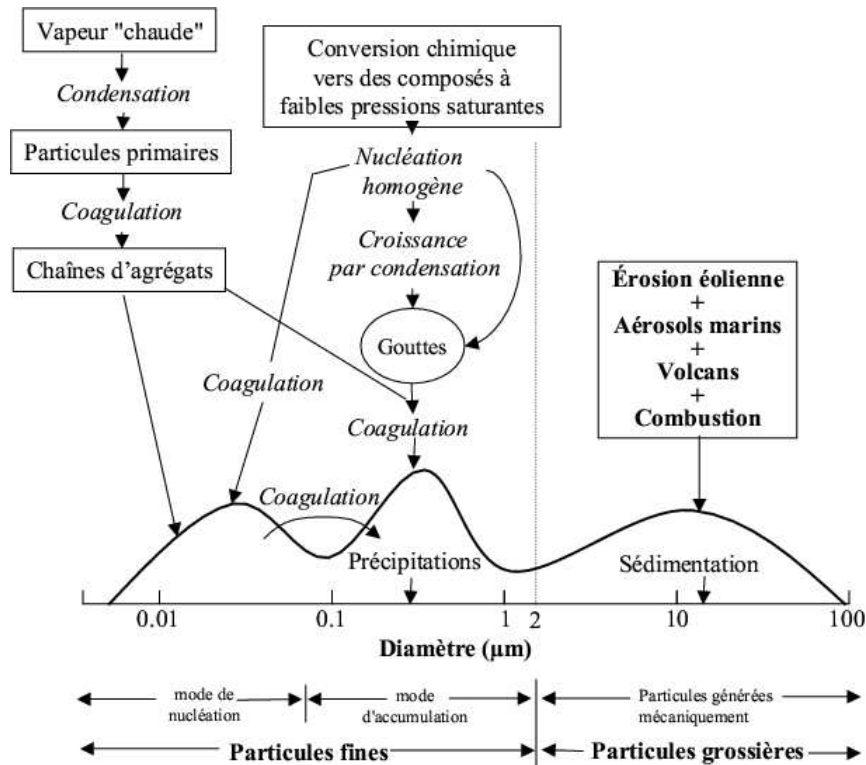 Vapeur "chaude"
Condensation
Particules primaires
Coagulation
Chaînes d'agrégats
Conversion chimique
vers des composés à
faibles pressions saturantes
Nucléation
homogène
Croissance
par condensation
Gouttes
Coagulation
Coagulation
Coagulation
Érosion éolienne
+
Aérosols marins
+
Volcans
+
Combustion
Précipitations
Sédimentation
0.01 0.1 1 2 10 100
Diamètre (µm)
mode de
nucléation
mode
d'accumulation
Particules générées
mécaniquement
Particules fines
Particules grossières